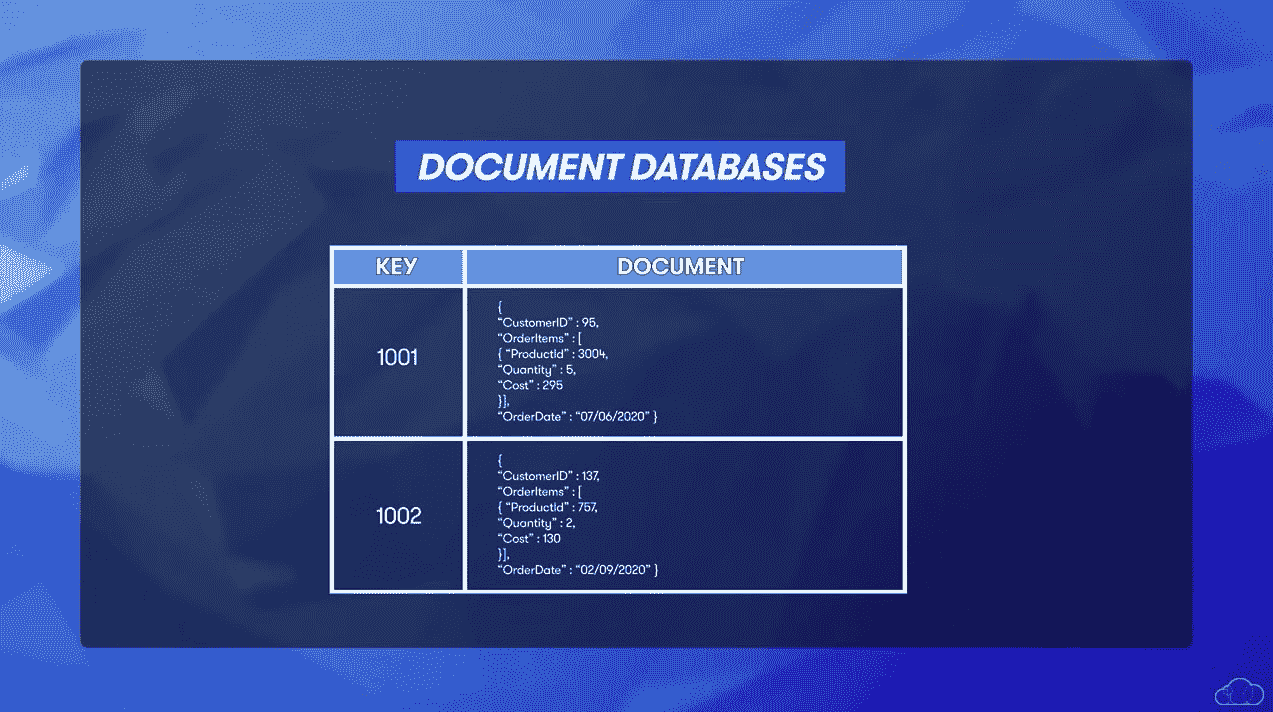 DOCUMENT DATABASES
KEY DOCUMENT
1001
{
“CustomerID” : 95,
“OrderItems” : [
{ “ProductId” : 3004,
“Quantity” : 5,
“Cost” : 295
}],
“OrderDate” : “07/06/2020” }
1002
{
“CustomerID” : 137,
“OrderItems” : [
{ “ProductId” : 757,
“Quantity” : 2,
“Cost” : 130
}],
“OrderDate” : “02/09/2020” }